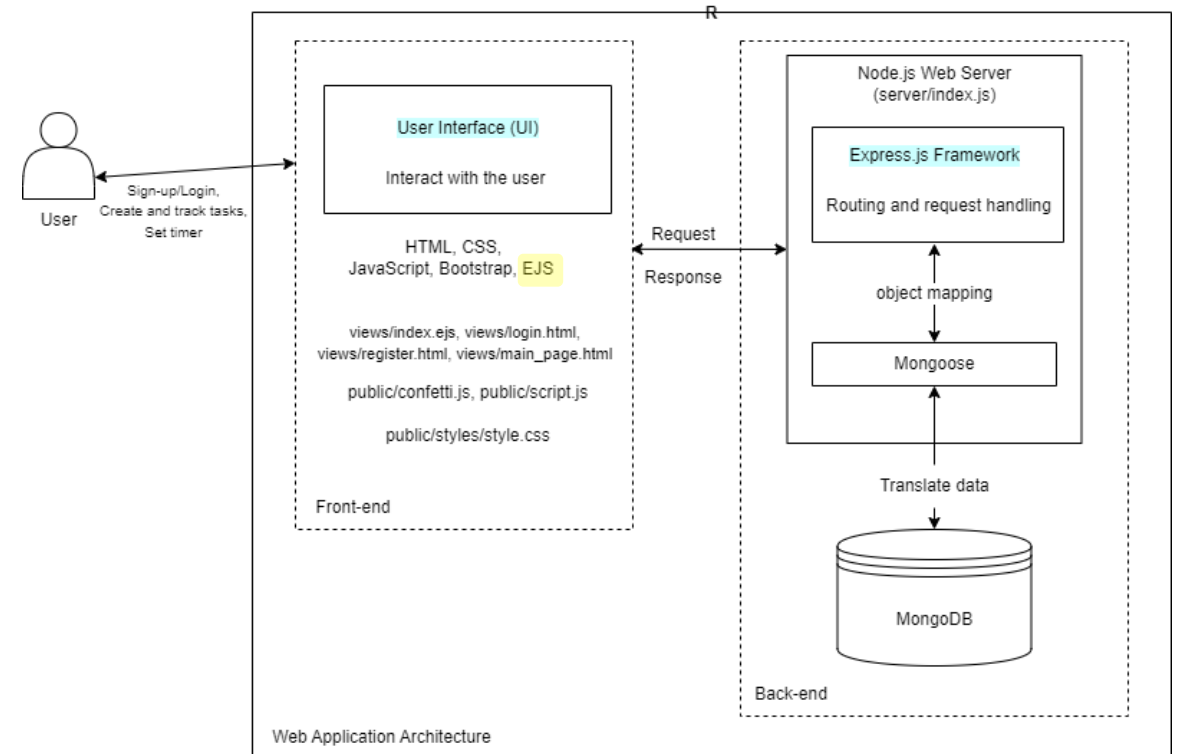 R
User
Sign-up/Login,
Create and track tasks,
Set timer
User Interface (UI)
Interact with the user
HTML, CSS,
JavaScript, Bootstrap, EJS
views/index.ejs, views/login.html,
views/register.html, views/main_page.html
public/confetti.js, public/script.js
public/styles/style.css
Front-end
Request
Response
Node.js Web Server
(server/index.js)
Express.js Framework
Routing and request handling
object mapping
Mongoose
Translate data
MongoDB
Back-end
Web Application Architecture